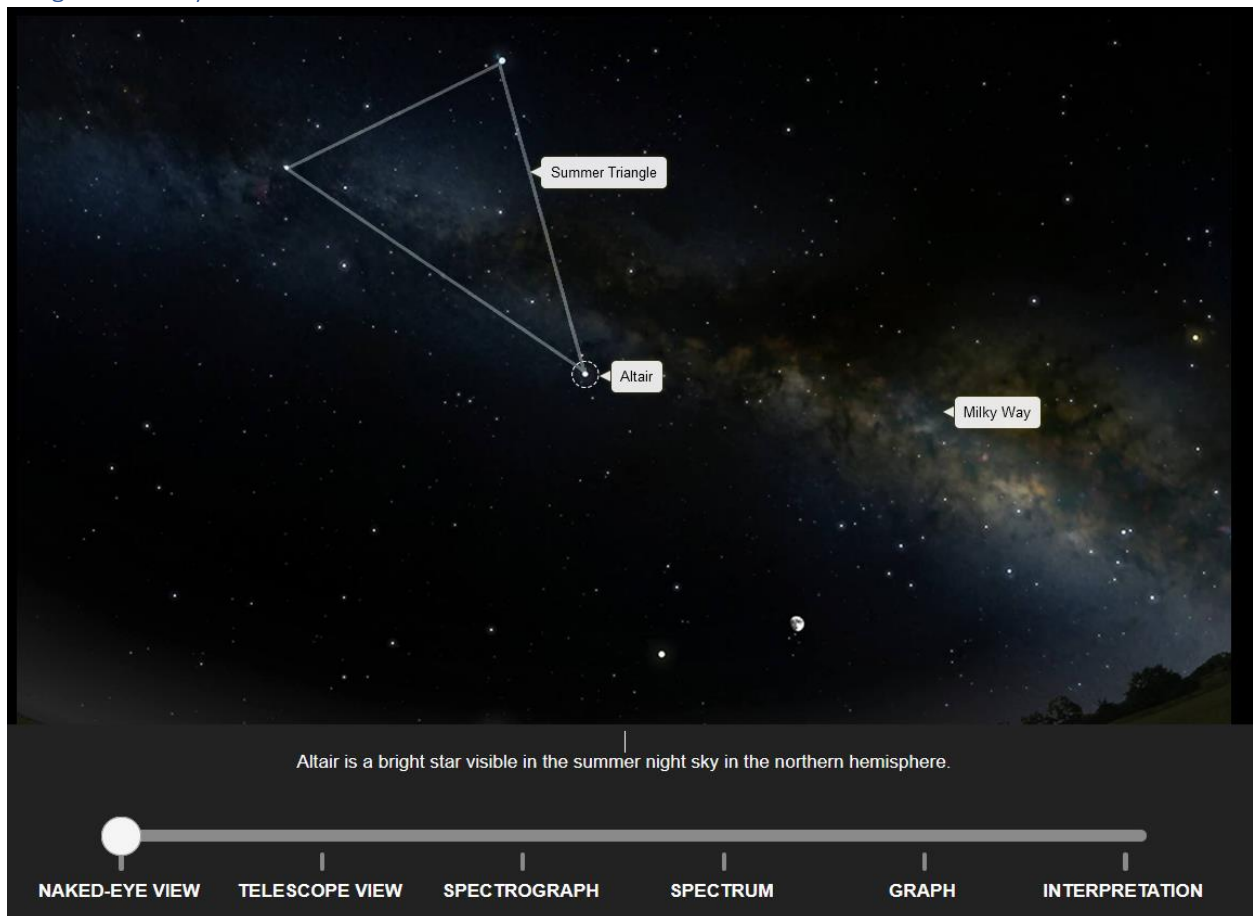 Summer Triangle
Altair
Milky Way
Altair is a bright star visible in the summer night sky in the northern hemisphere.
NAKED-EYE VIEW TELESCOPE VIEW SPECTROGRAPH SPECTRUM GRAPH INTERPRETATION